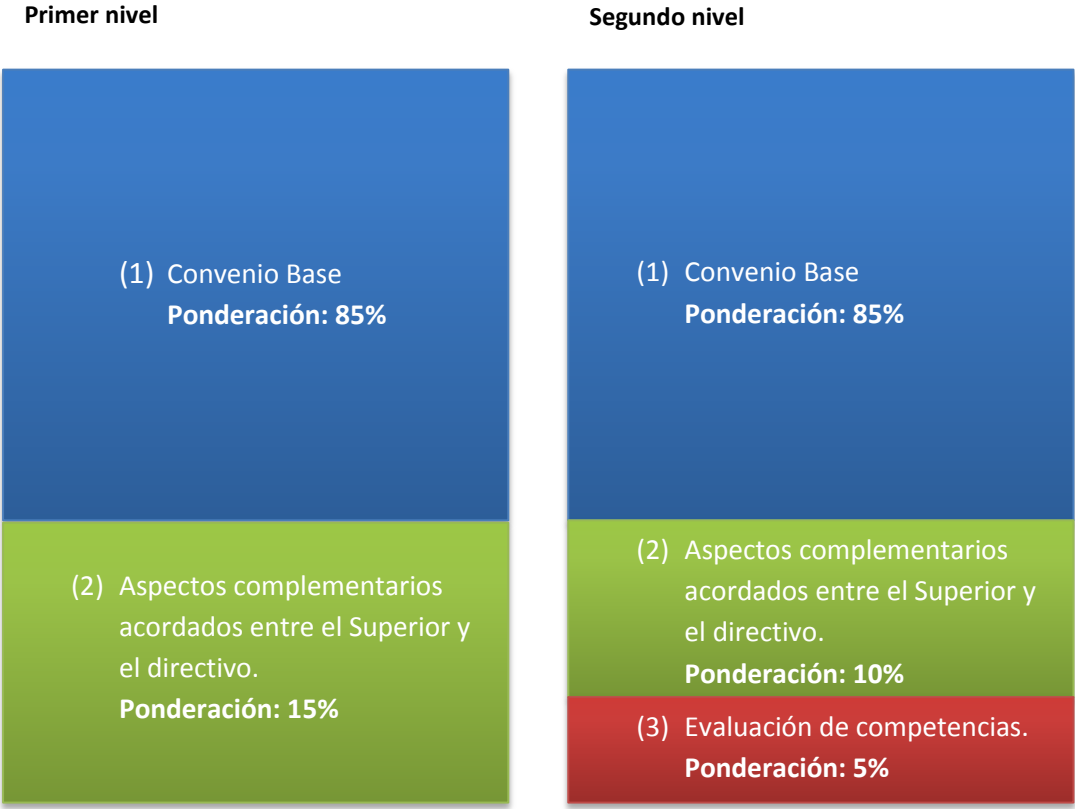 Primer nivel
(1) Convenio Base
Ponderación: 85%
(2) Aspectos complementarios
acordados entre el Superior y
el directivo.
Ponderación: 15%
Segundo nivel
(1) Convenio Base
Ponderación: 85%
(2) Aspectos complementarios
acordados entre el Superior y
el directivo.
Ponderación: 10%
(3) Evaluación de competencias.
Ponderación: 5%